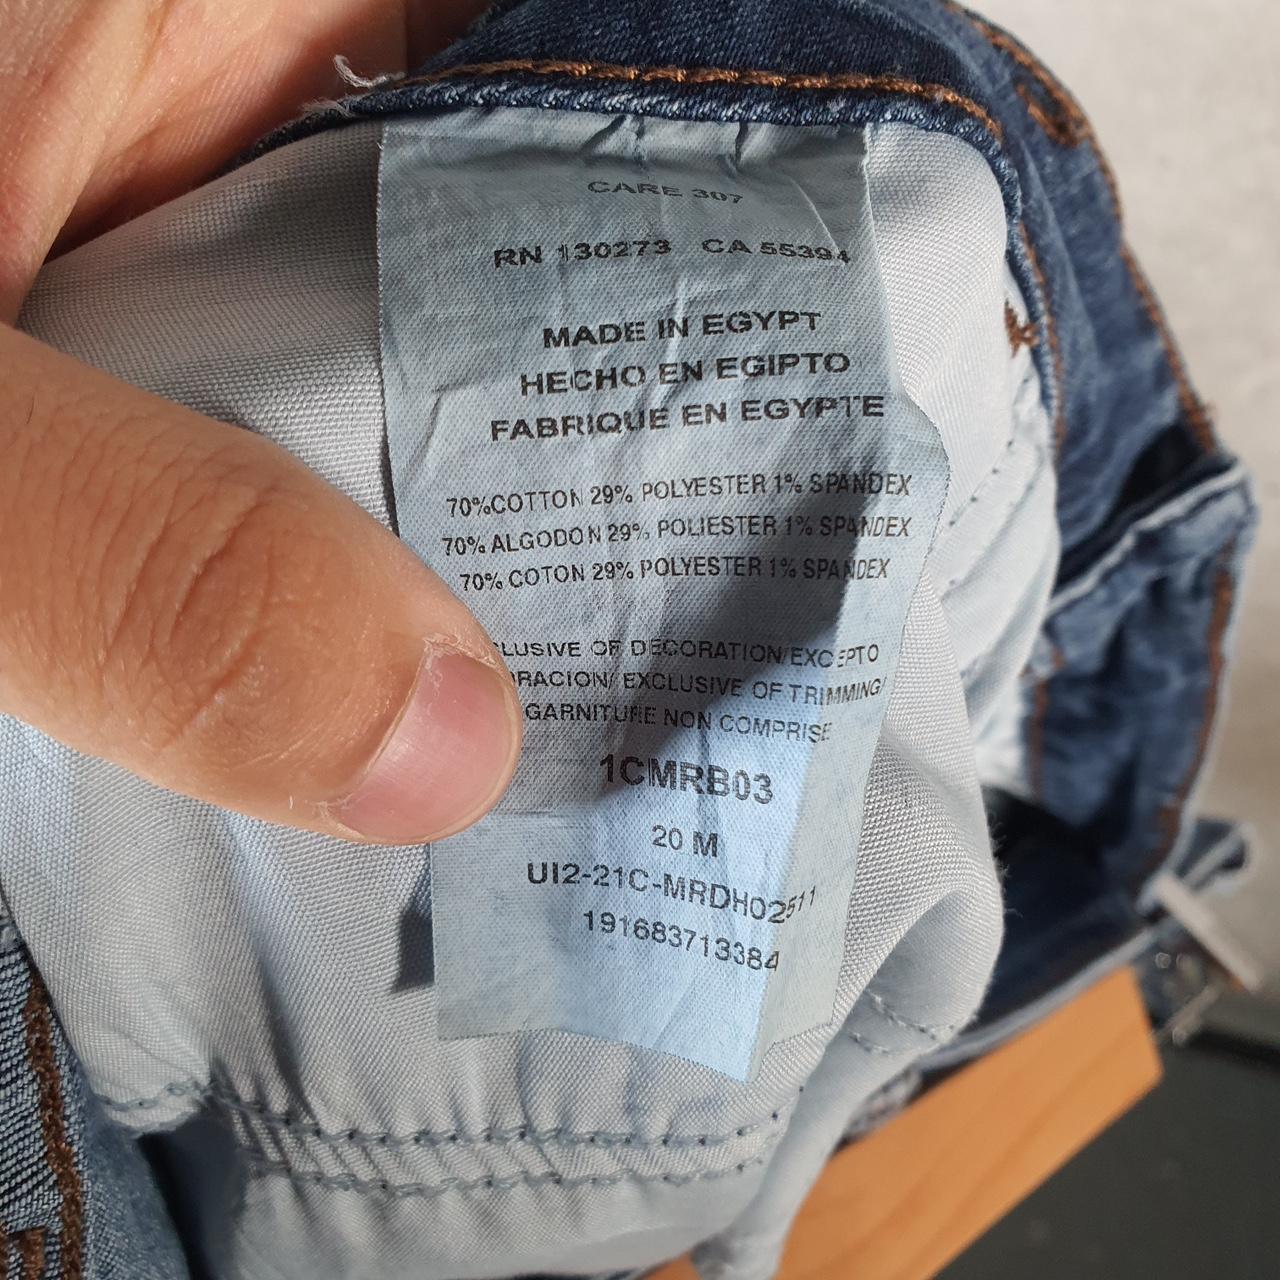 CARE 307
RN 130273 CA 55394
MADE IN EGYPT
HECHO EN EGIPTO
FABRIQUE EN EGYPTE
70%COTTON 29% POLYESTER 1% SPANDEX
70% ALGODON 29% POLIESTER 1% SPANDEX
70% COTON 29% POLYESTER 1% SPANDEX
LUSIVE OF DECORATION/EXCEPTO
RACION/ EXCLUSIVE OF TRIMMING/
GARNITURE NON COMPRISE
1CMRB03
20 M
UI2-21C-MRDH02511
191683713384